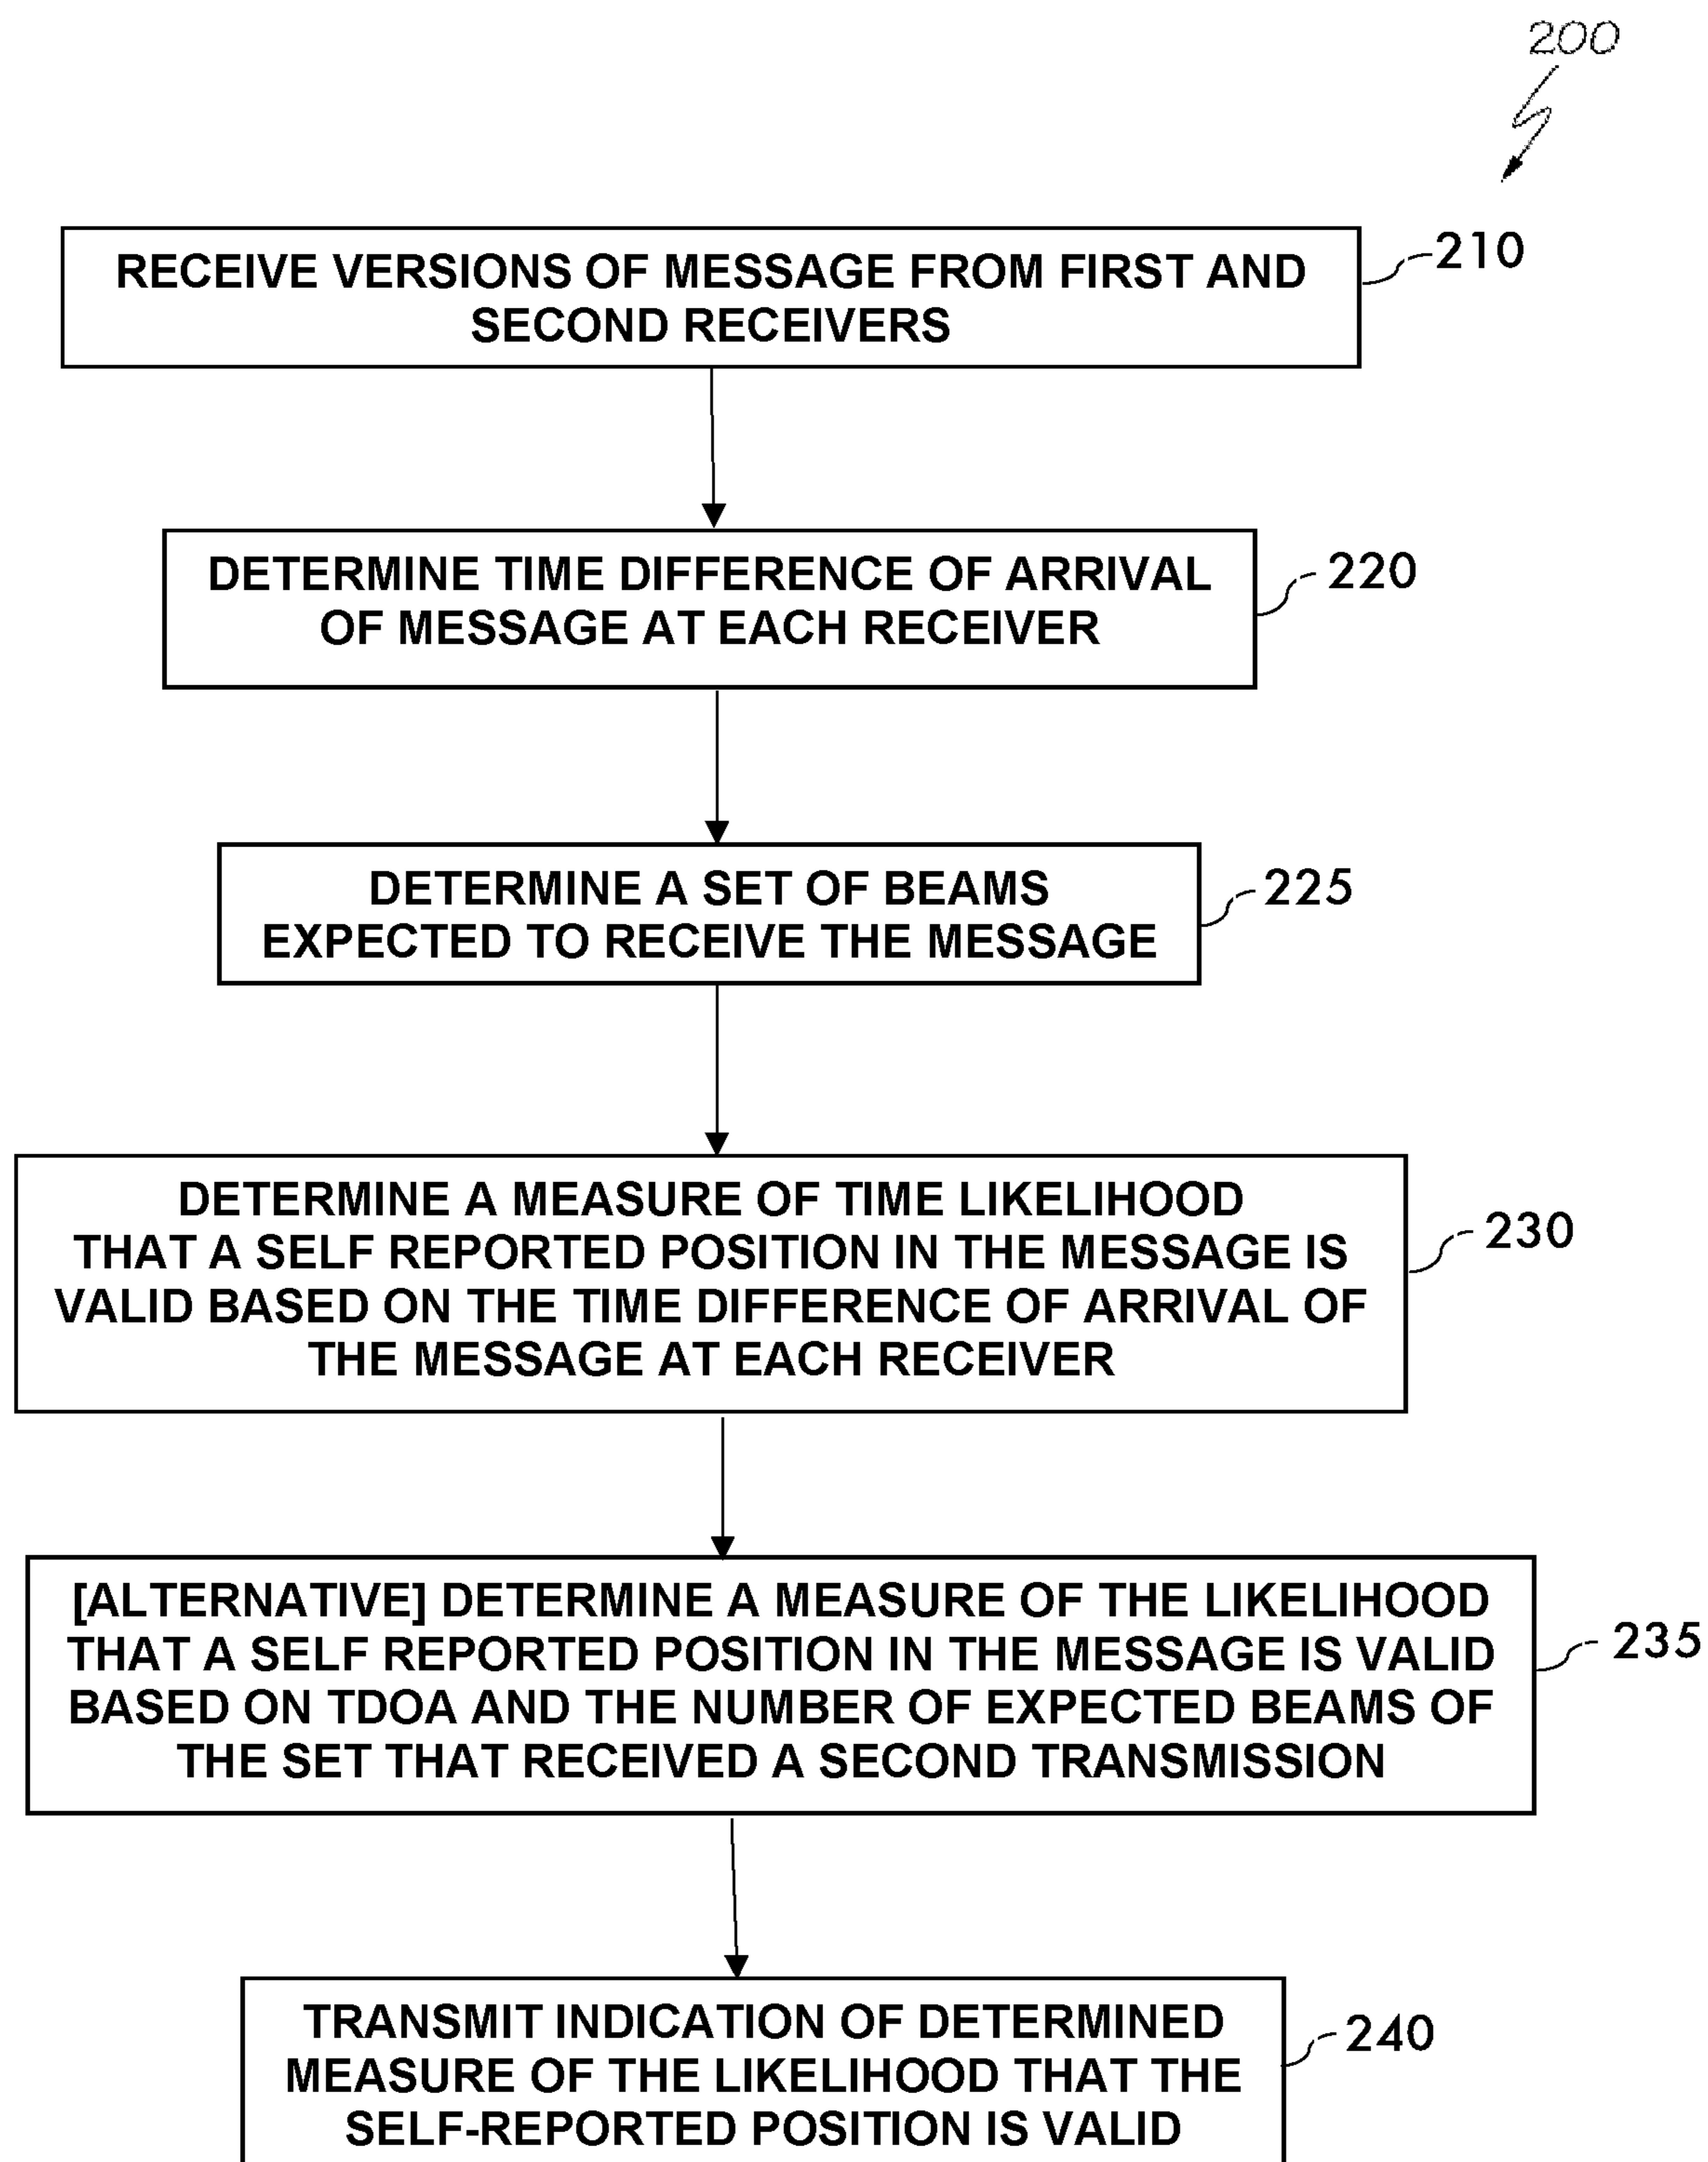 200
RECEIVE VERSIONS OF MESSAGE FROM FIRST AND
SECOND RECEIVERS
210
DETERMINE TIME DIFFERENCE OF ARRIVAL
OF MESSAGE AT EACH RECEIVER
220
DETERMINE A SET OF BEAMS
EXPECTED TO RECEIVE THE MESSAGE
225
DETERMINE A MEASURE OF TIME LIKELIHOOD
THAT A SELF REPORTED POSITION IN THE MESSAGE IS
VALID BASED ON THE TIME DIFFERENCE OF ARRIVAL OF
THE MESSAGE AT EACH RECEIVER
230
[ALTERNATIVE] DETERMINE A MEASURE OF THE LIKELIHOOD
THAT A SELF REPORTED POSITION IN THE MESSAGE IS VALID
BASED ON TDOA AND THE NUMBER OF EXPECTED BEAMS OF
THE SET THAT RECEIVED A SECOND TRANSMISSION
235
TRANSMIT INDICATION OF DETERMINED
MEASURE OF THE LIKELIHOOD THAT THE
SELF-REPORTED POSITION IS VALID
240